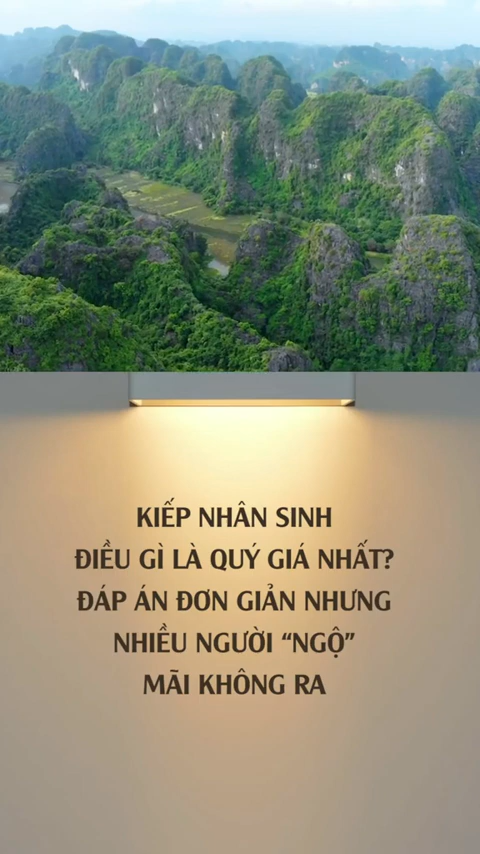 KIẾP NHÂN SINH
ĐIỀU GÌ LÀ QUÝ GIÁ NHẤT?
ĐÁP ÁN ĐƠN GIẢN NHƯNG
NHIỀU NGƯỜI “NGỘ”
MÃI KHÔNG RA